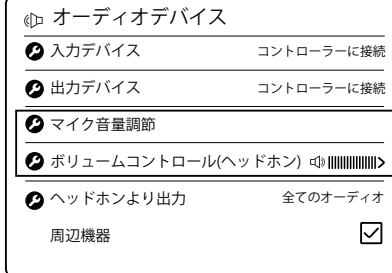 オーディオデバイス
入力デバイス コントローラーに接続
出力デバイス コントローラーに接続
マイク音量調節
ボリュームコントロール(ヘッドホン)
ヘッドホンより出力 全てのオーディオ
周辺機器